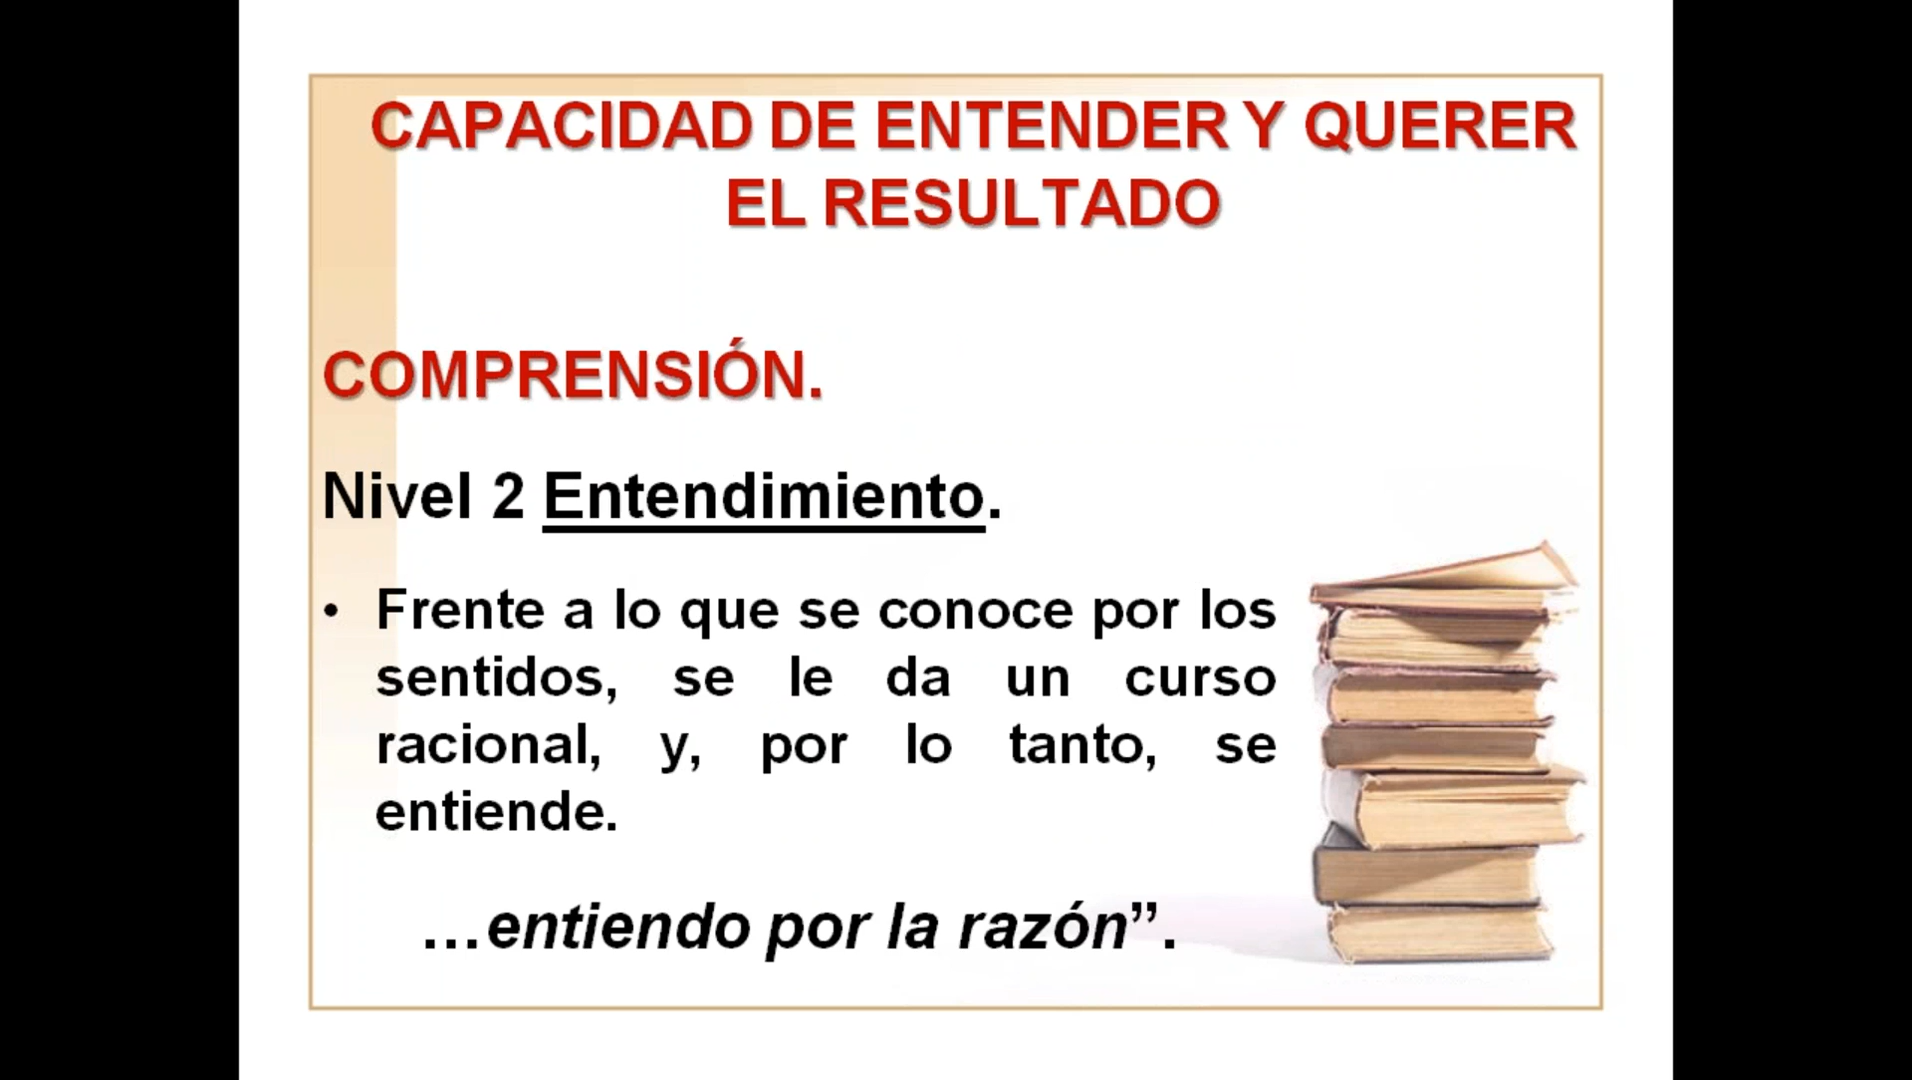 CAPACIDAD DE ENTENDER Y QUERER
EL RESULTADO
COMPRENSIÓN.
Nivel 2 Entendimiento.
• Frente a lo que se conoce por los
sentidos, se le da un curso
racional, y, por lo tanto, se
entiende.
…entiendo por la razón”.